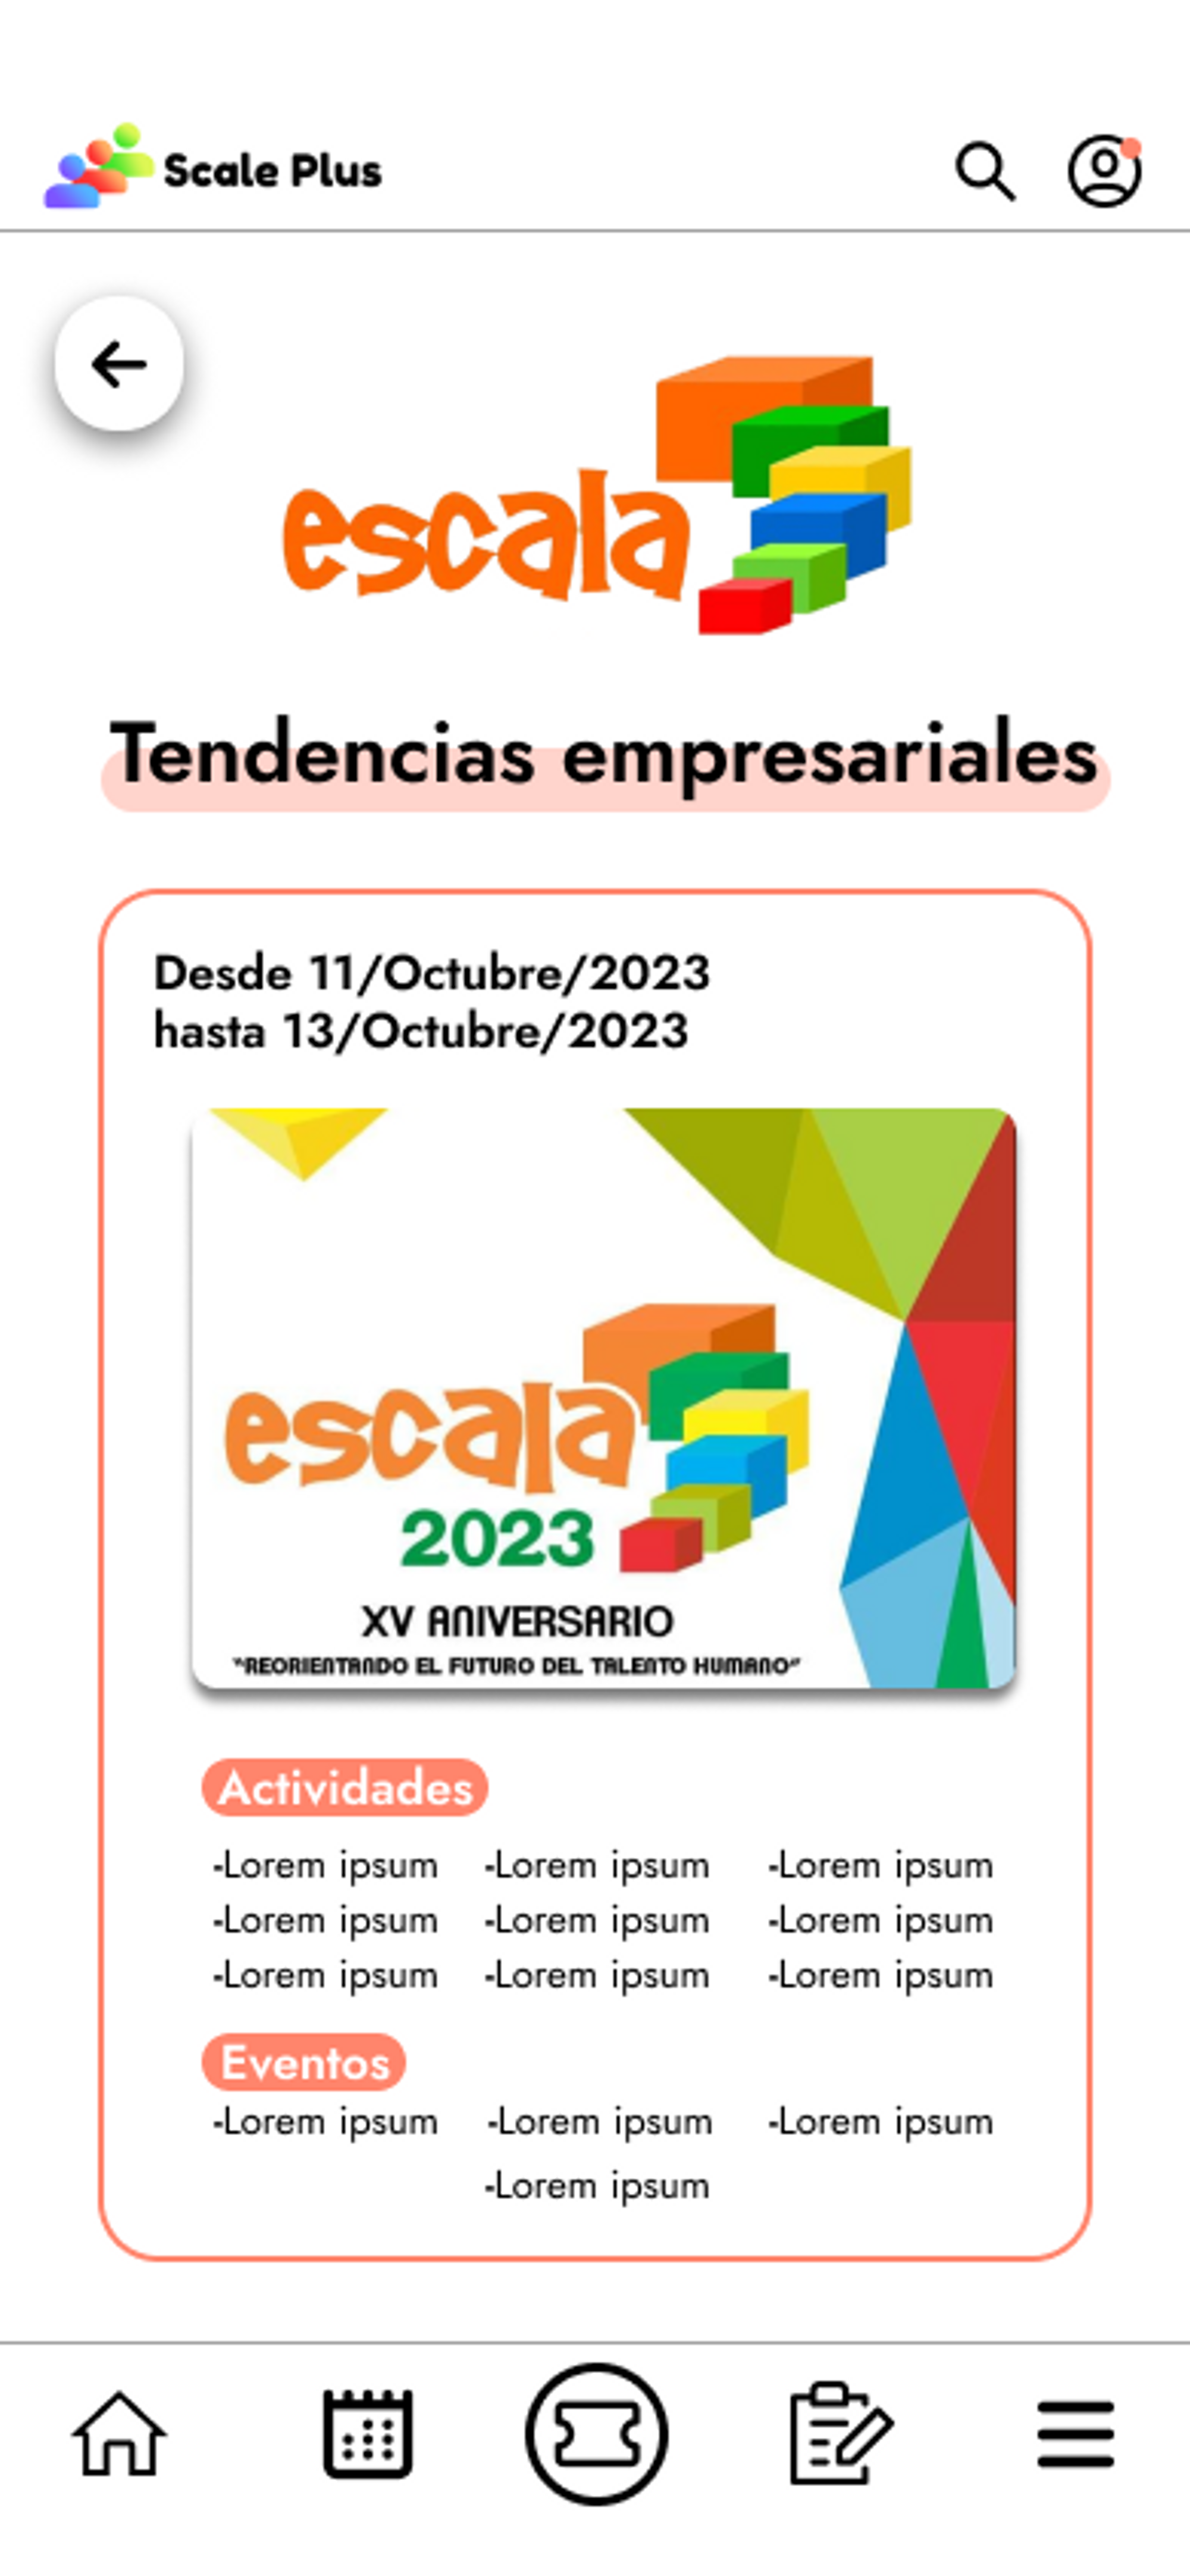 Scale Plus
escala
Tendencias empresariales
Desde 11/Octubre/2023
hasta 13/Octubre/2023
escala
2023
XV ANIVERSARIO
"REORIENTANDO EL FUTURO DEL TALENTO HUMANO"
Actividades
-Lorem ipsum -Lorem ipsum -Lorem ipsum
-Lorem ipsum -Lorem ipsum -Lorem ipsum
-Lorem ipsum -Lorem ipsum -Lorem ipsum
Eventos
-Lorem ipsum -Lorem ipsum -Lorem ipsum
-Lorem ipsum